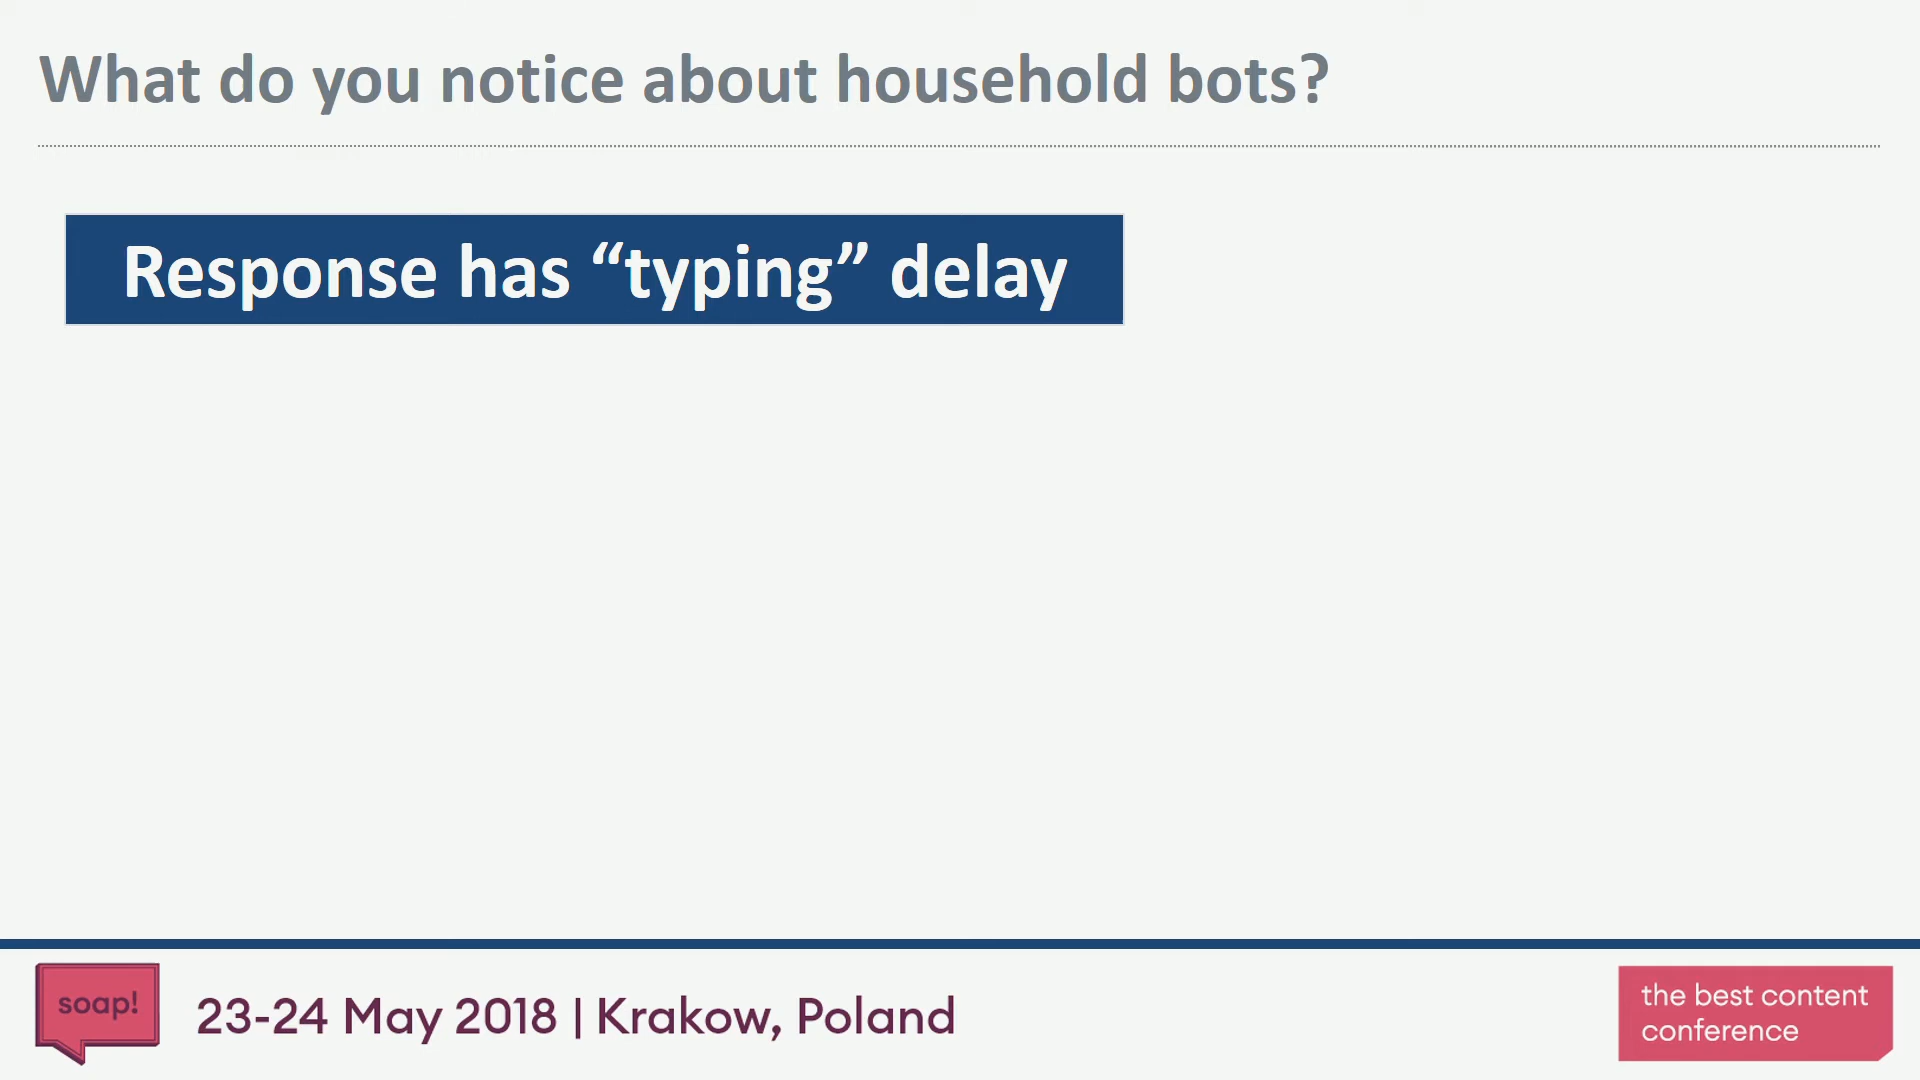 What do you notice about household bots?
Response has “typing” delay
soap!
23-24 May 2018 | Krakow, Poland
the best content
conference